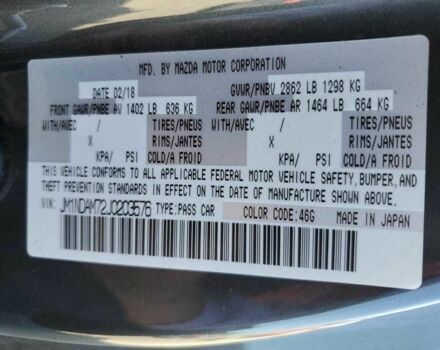 MFD. BY MAZDA MOTOR CORPORATION
DATE 02/18 GVWR/PNBV 2862 LB 1298 KG
FRONT GAWR/PNBE AV 1402 LB 636 KG REAR GAWR/PNBE AR 1464 LB 664 KG
WITH/AVEC / TIRES/PNEUS WITH/AVEC / TIRES/PNEUS
X RIMS/JANTES X RIMS/JANTES
KPA/ PSI COLD/A FROID KPA/ PSI COLD/A FROID
THIS VEHICLE CONFORMS TO ALL APPLICABLE FEDERAL MOTOR VEHICLE SAFETY, BUMPER, AND
THEFT PREVENTION STANDARDS IN EFFECT ON THE DATE OF MANUFACTURE SHOWN ABOVE.
VIN: JM1NDAM72J0203576 TYPE:PASS CAR COLOR CODE:46G MADE IN JAPAN